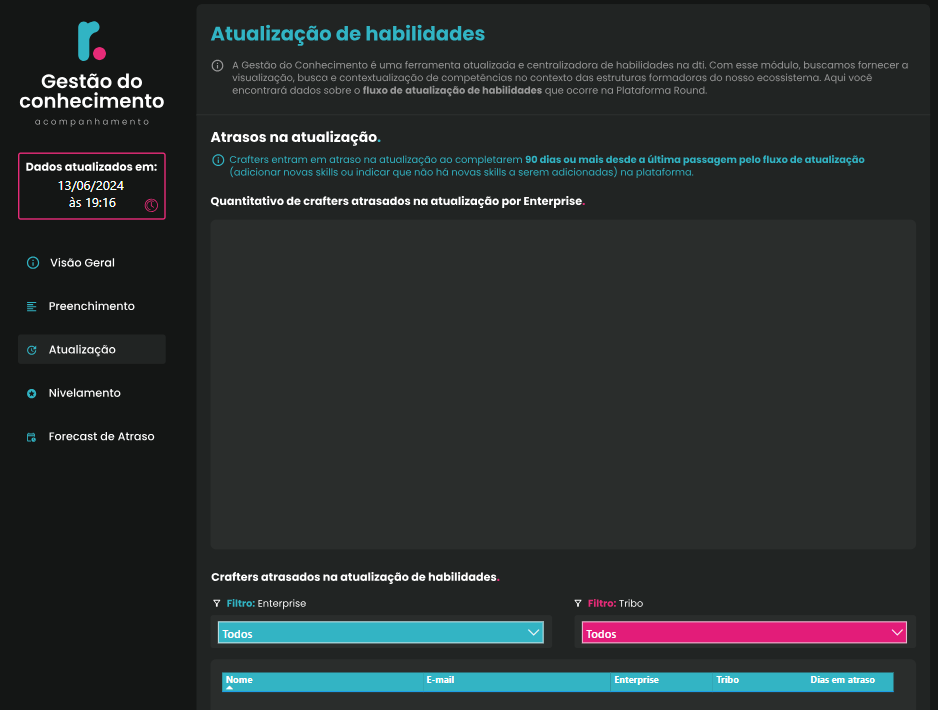 Gestão do
conhecimento
acompanhamento
Dados atualizados em:
13/06/2024
às 19:16
Visão Geral
Preenchimento
Atualização
Nivelamento
Forecast de Atraso
Atualização de habilidades
A Gestão do Conhecimento é uma ferramenta atualizada e centralizadora de habilidades na dti. Com esse módulo, buscamos fornecer a
visualização, busca e contextualização de competências no contexto das estruturas formadoras do nosso ecossistema. Aqui você
encontrará dados sobre o fluxo de atualização de habilidades que ocorre na Plataforma Round.
Atrasos na atualização.
Crafters entram em atraso na atualização ao completarem 90 dias ou mais desde a última passagem pelo fluxo de atualização
(adicionar novas skills ou indicar que não há novas skills a serem adicionadas) na plataforma.
Quantitativo de crafters atrasados na atualização por Enterprise.
Crafters atrasados na atualização de habilidades.
Filtro: Enterprise
Filtro: Tribo
Todos
Todos
Nome E-mail Enterprise Tribo Dias em atraso